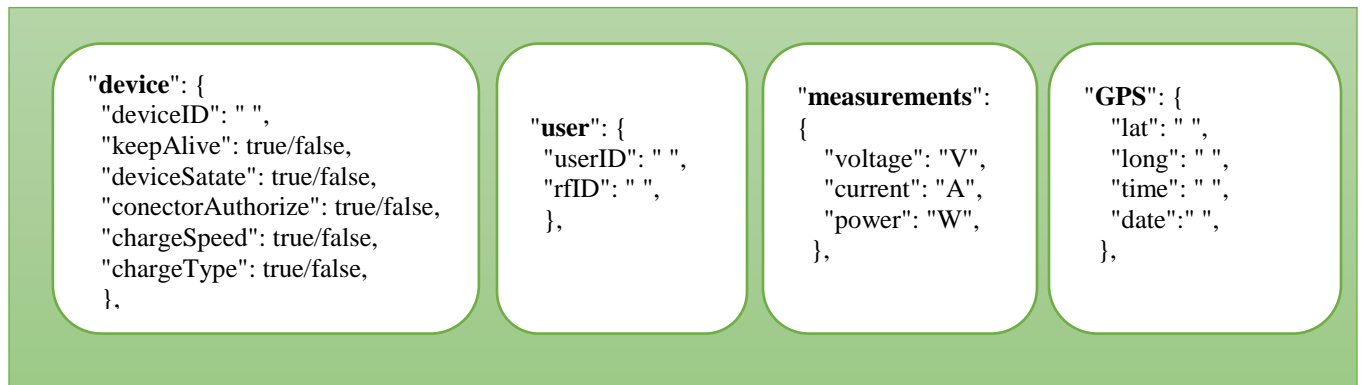 "device": {
"deviceID": " ",
"keepAlive": true/false,
"deviceSatate": true/false,
"conectorAuthorize": true/false,
"chargeSpeed": true/false,
"chargeType": true/false,
},
"user": {
"userID": " ",
"rfID": " ",
},
"measurements":
{
"voltage": "V",
"current": "A",
"power": "W",
},
"GPS": {
"lat": " ",
"long": " ",
"time": " ",
"date":" ",
},